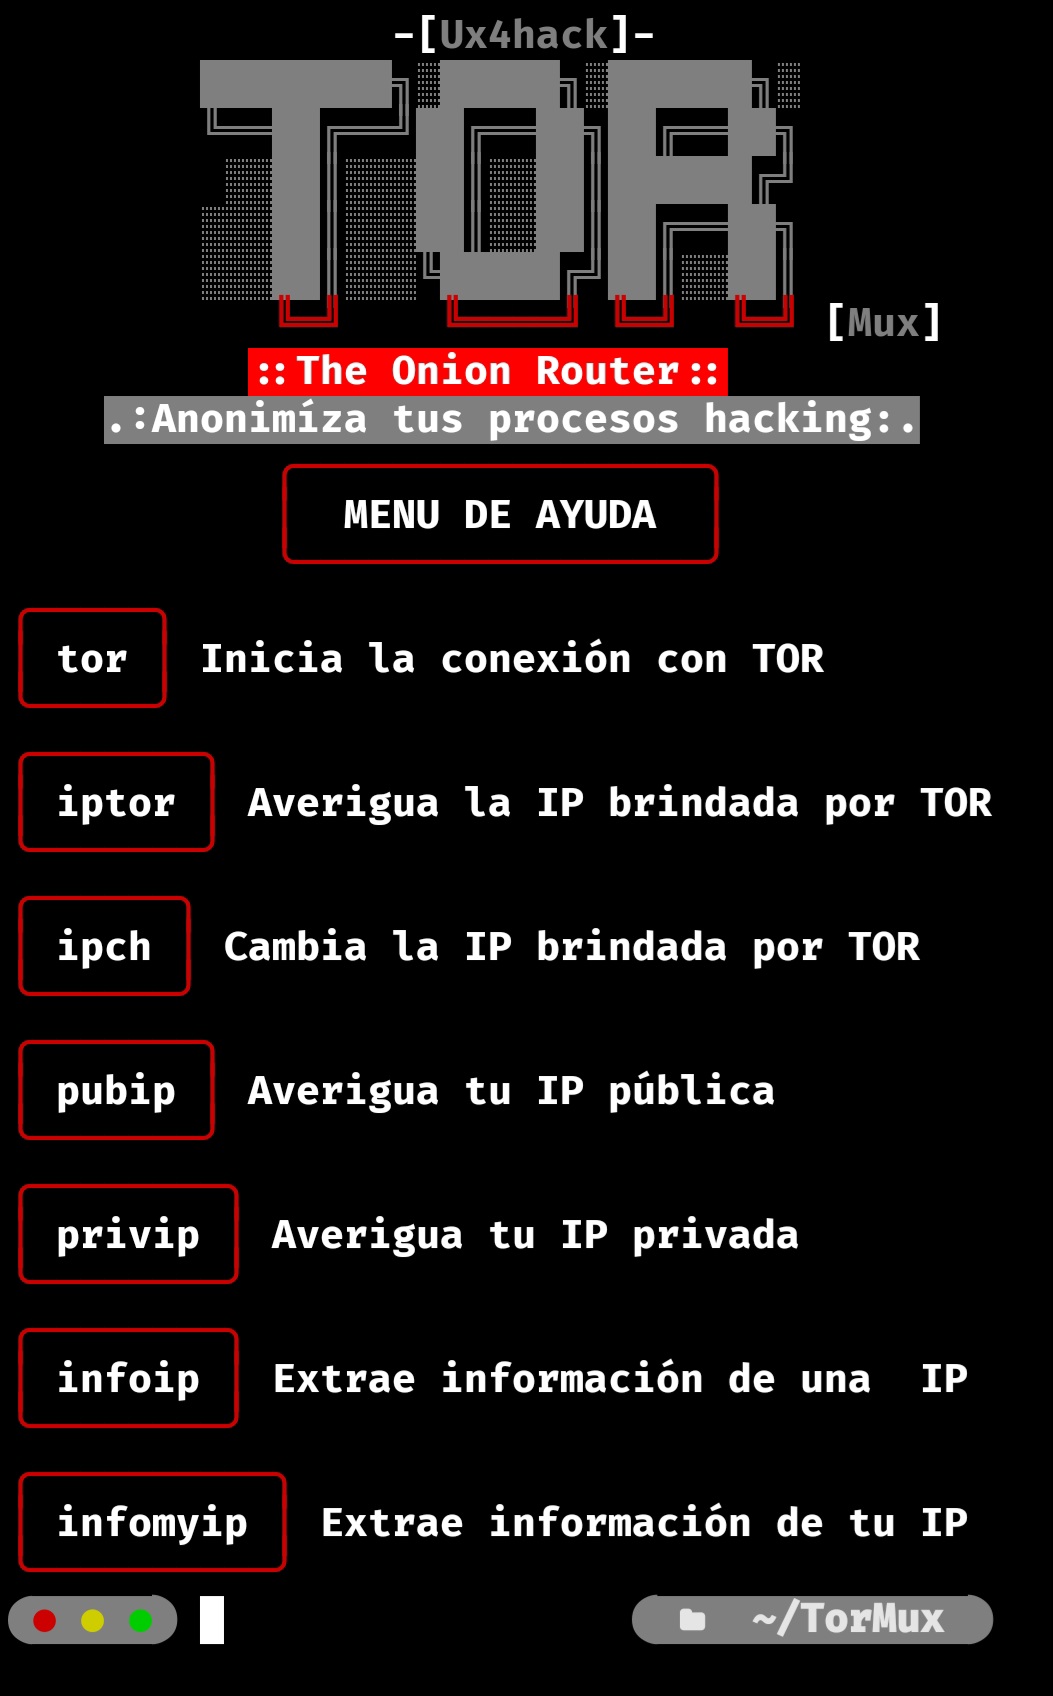 -[Ux4hack]-
TOR
[Mux]
::The Onion Router::
.:Anonimíza tus procesos hacking:.
MENU DE AYUDA
tor Inicia la conexión con TOR
iptor Averigua la IP brindada por TOR
ipch Cambia la IP brindada por TOR
pubip Averigua tu IP pública
privip Averigua tu IP privada
infoip Extrae información de una  IP
infomyip Extrae información de tu IP
~/TorMux